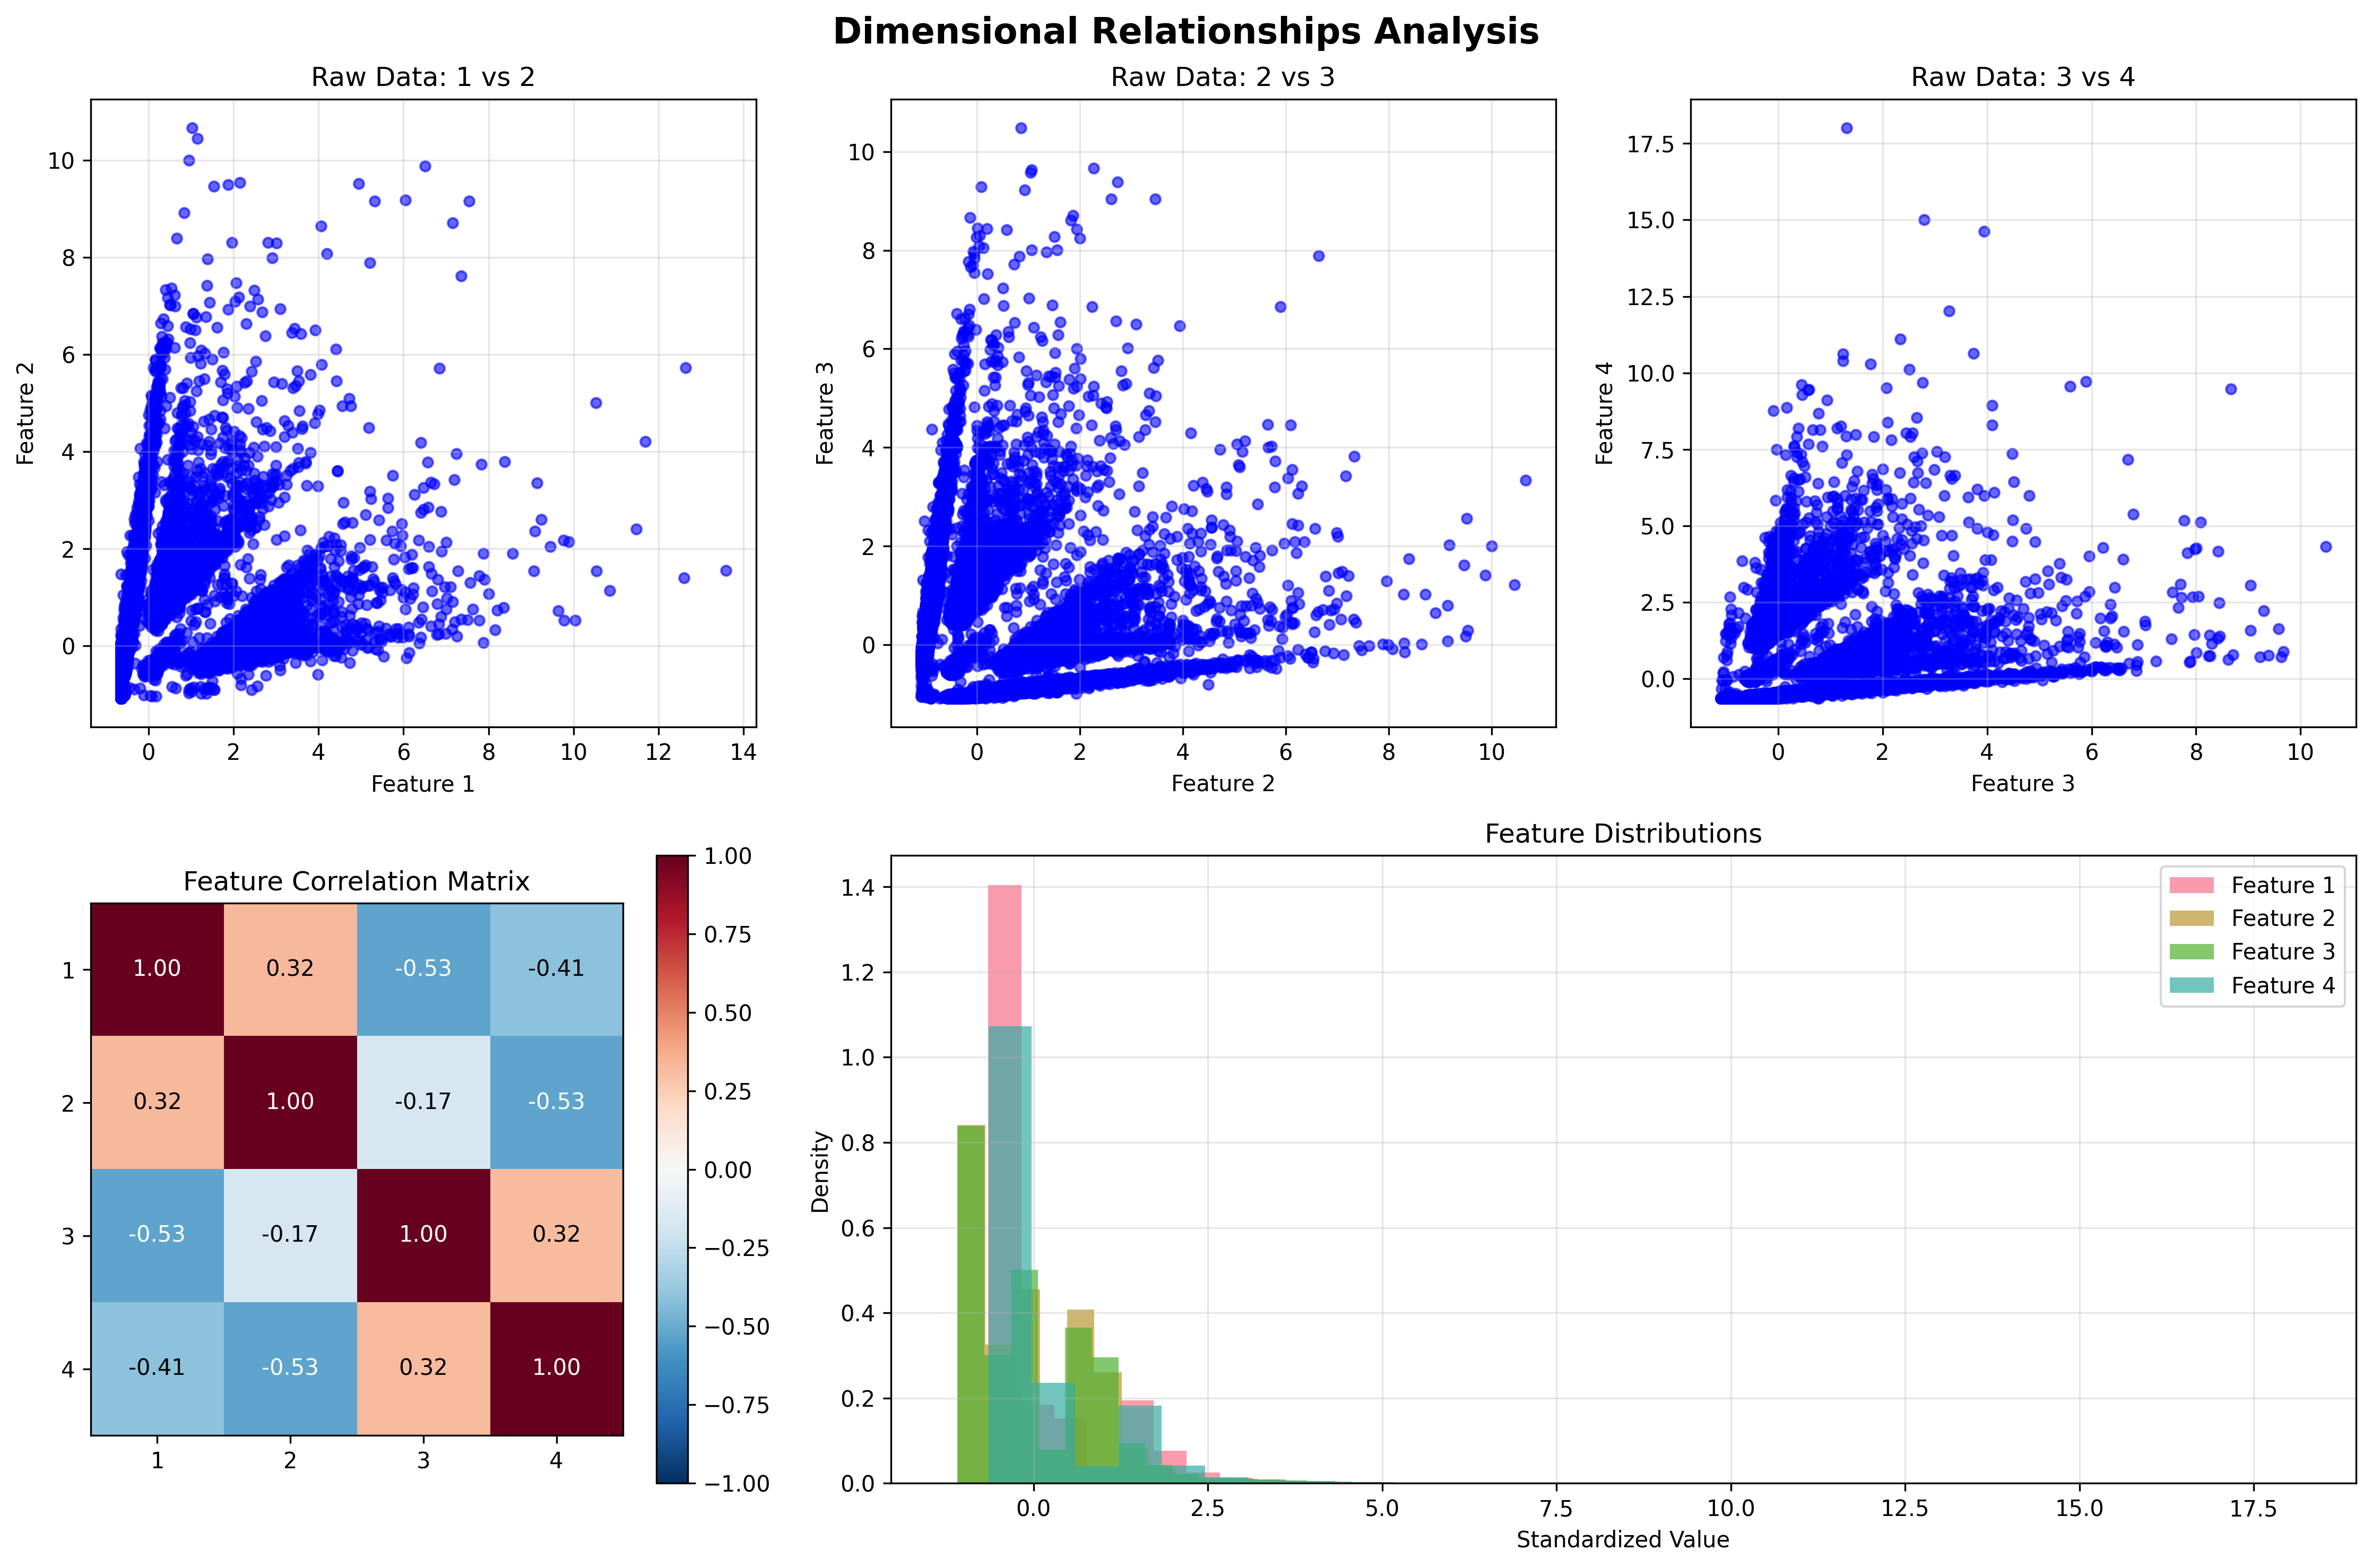 Dimensional Relationships Analysis
Raw Data: 1 vs 2
10
8
6
4
2
0
Feature 2
0 2 4 6 8 10 12 14
Feature 1
Raw Data: 2 vs 3
10
8
6
4
2
0
Feature 3
0 2 4 6 8 10
Feature 2
Raw Data: 3 vs 4
17.5
15.0
12.5
10.0
7.5
5.0
2.5
0.0
Feature 4
0 2 4 6 8 10
Feature 3
Feature Correlation Matrix
1 1.00 0.32 -0.53 -0.41
2 0.32 1.00 -0.17 -0.53
3 -0.53 -0.17 1.00 0.32
4 -0.41 -0.53 0.32 1.00
1 2 3 4
1.00
0.75
0.50
0.25
0.00
−0.25
−0.50
−0.75
−1.00
Feature Distributions
1.4
1.2
1.0
0.8
0.6
0.4
0.2
0.0
Density
Feature 1
Feature 2
Feature 3
Feature 4
0.0 2.5 5.0 7.5 10.0 12.5 15.0 17.5
Standardized Value